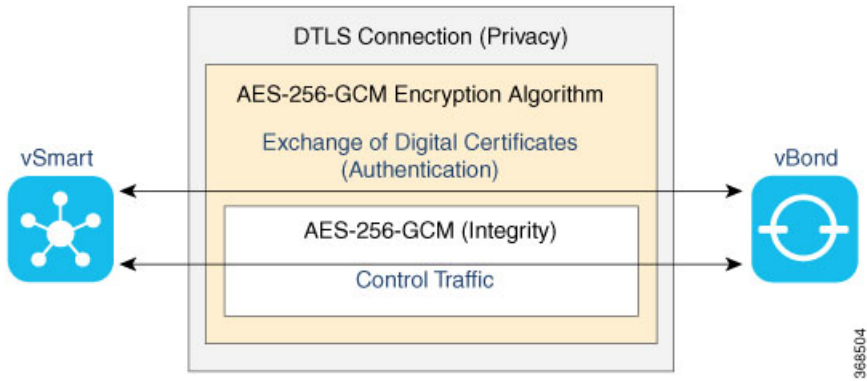 DTLS Connection (Privacy)
AES-256-GCM Encryption Algorithm
Exchange of Digital Certificates
(Authentication)
vSmart
vBond
AES-256-GCM (Integrity)
Control Traffic
368504